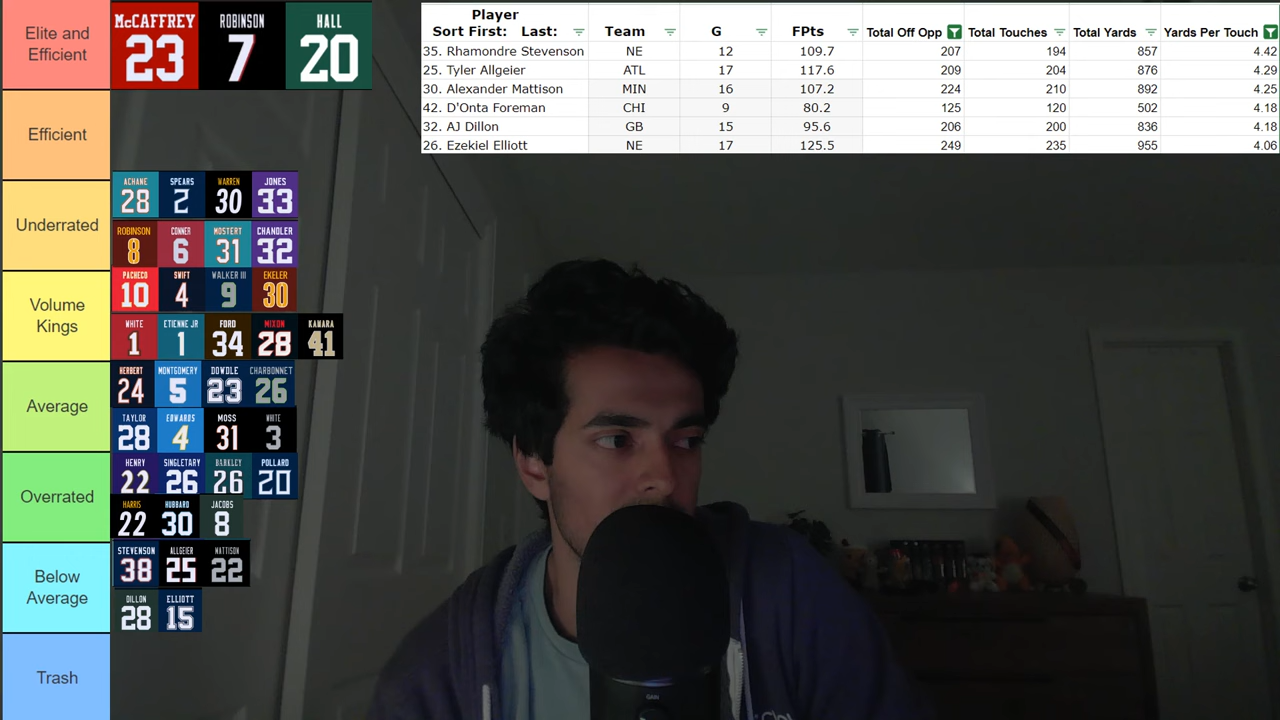 Elite and
Efficient
McCAFFREY ROBINSON HALL
23 7 20
Efficient
Underrated
ACHANE SPEARS WARREN JONES
28 2 30 33
ROBINSON CONNER MOSTERT CHANDLER
8 6 31 32
Volume
Kings
PACHECO SWIFT WALKER III EKELER
10 4 9 30
WHITE ETIENNE JR FORD MIXON KAMARA
1 1 34 28 41
Average
HERBERT MONTGOMERY DOWDLE CHARBONNET
24 5 23 26
TAYLOR EDWARDS MOSS WHITE
28 4 31 3
Overrated
HENRY SINGLETARY BARKLEY POLLARD
22 26 26 20
HARRIS HUBBARD JACOBS
22 30 8
Below
Average
STEVENSON ALLGEIER MATTISON
38 25 22
DILLON ELLIOTT
28 15
Trash
Player
Sort First: Last: Team G FPts Total Off Opp Total Touches Total Yards Yards Per Touch
35. Rhamondre Stevenson NE 12 109.7 207 194 857 4.42
25. Tyler Allgeier ATL 17 117.6 209 204 876 4.29
30. Alexander Mattison MIN 16 107.2 224 210 892 4.25
42. D'Onta Foreman CHI 9 80.2 125 120 502 4.18
32. AJ Dillon GB 15 95.6 206 200 836 4.18
26. Ezekiel Elliott NE 17 125.5 249 235 955 4.06